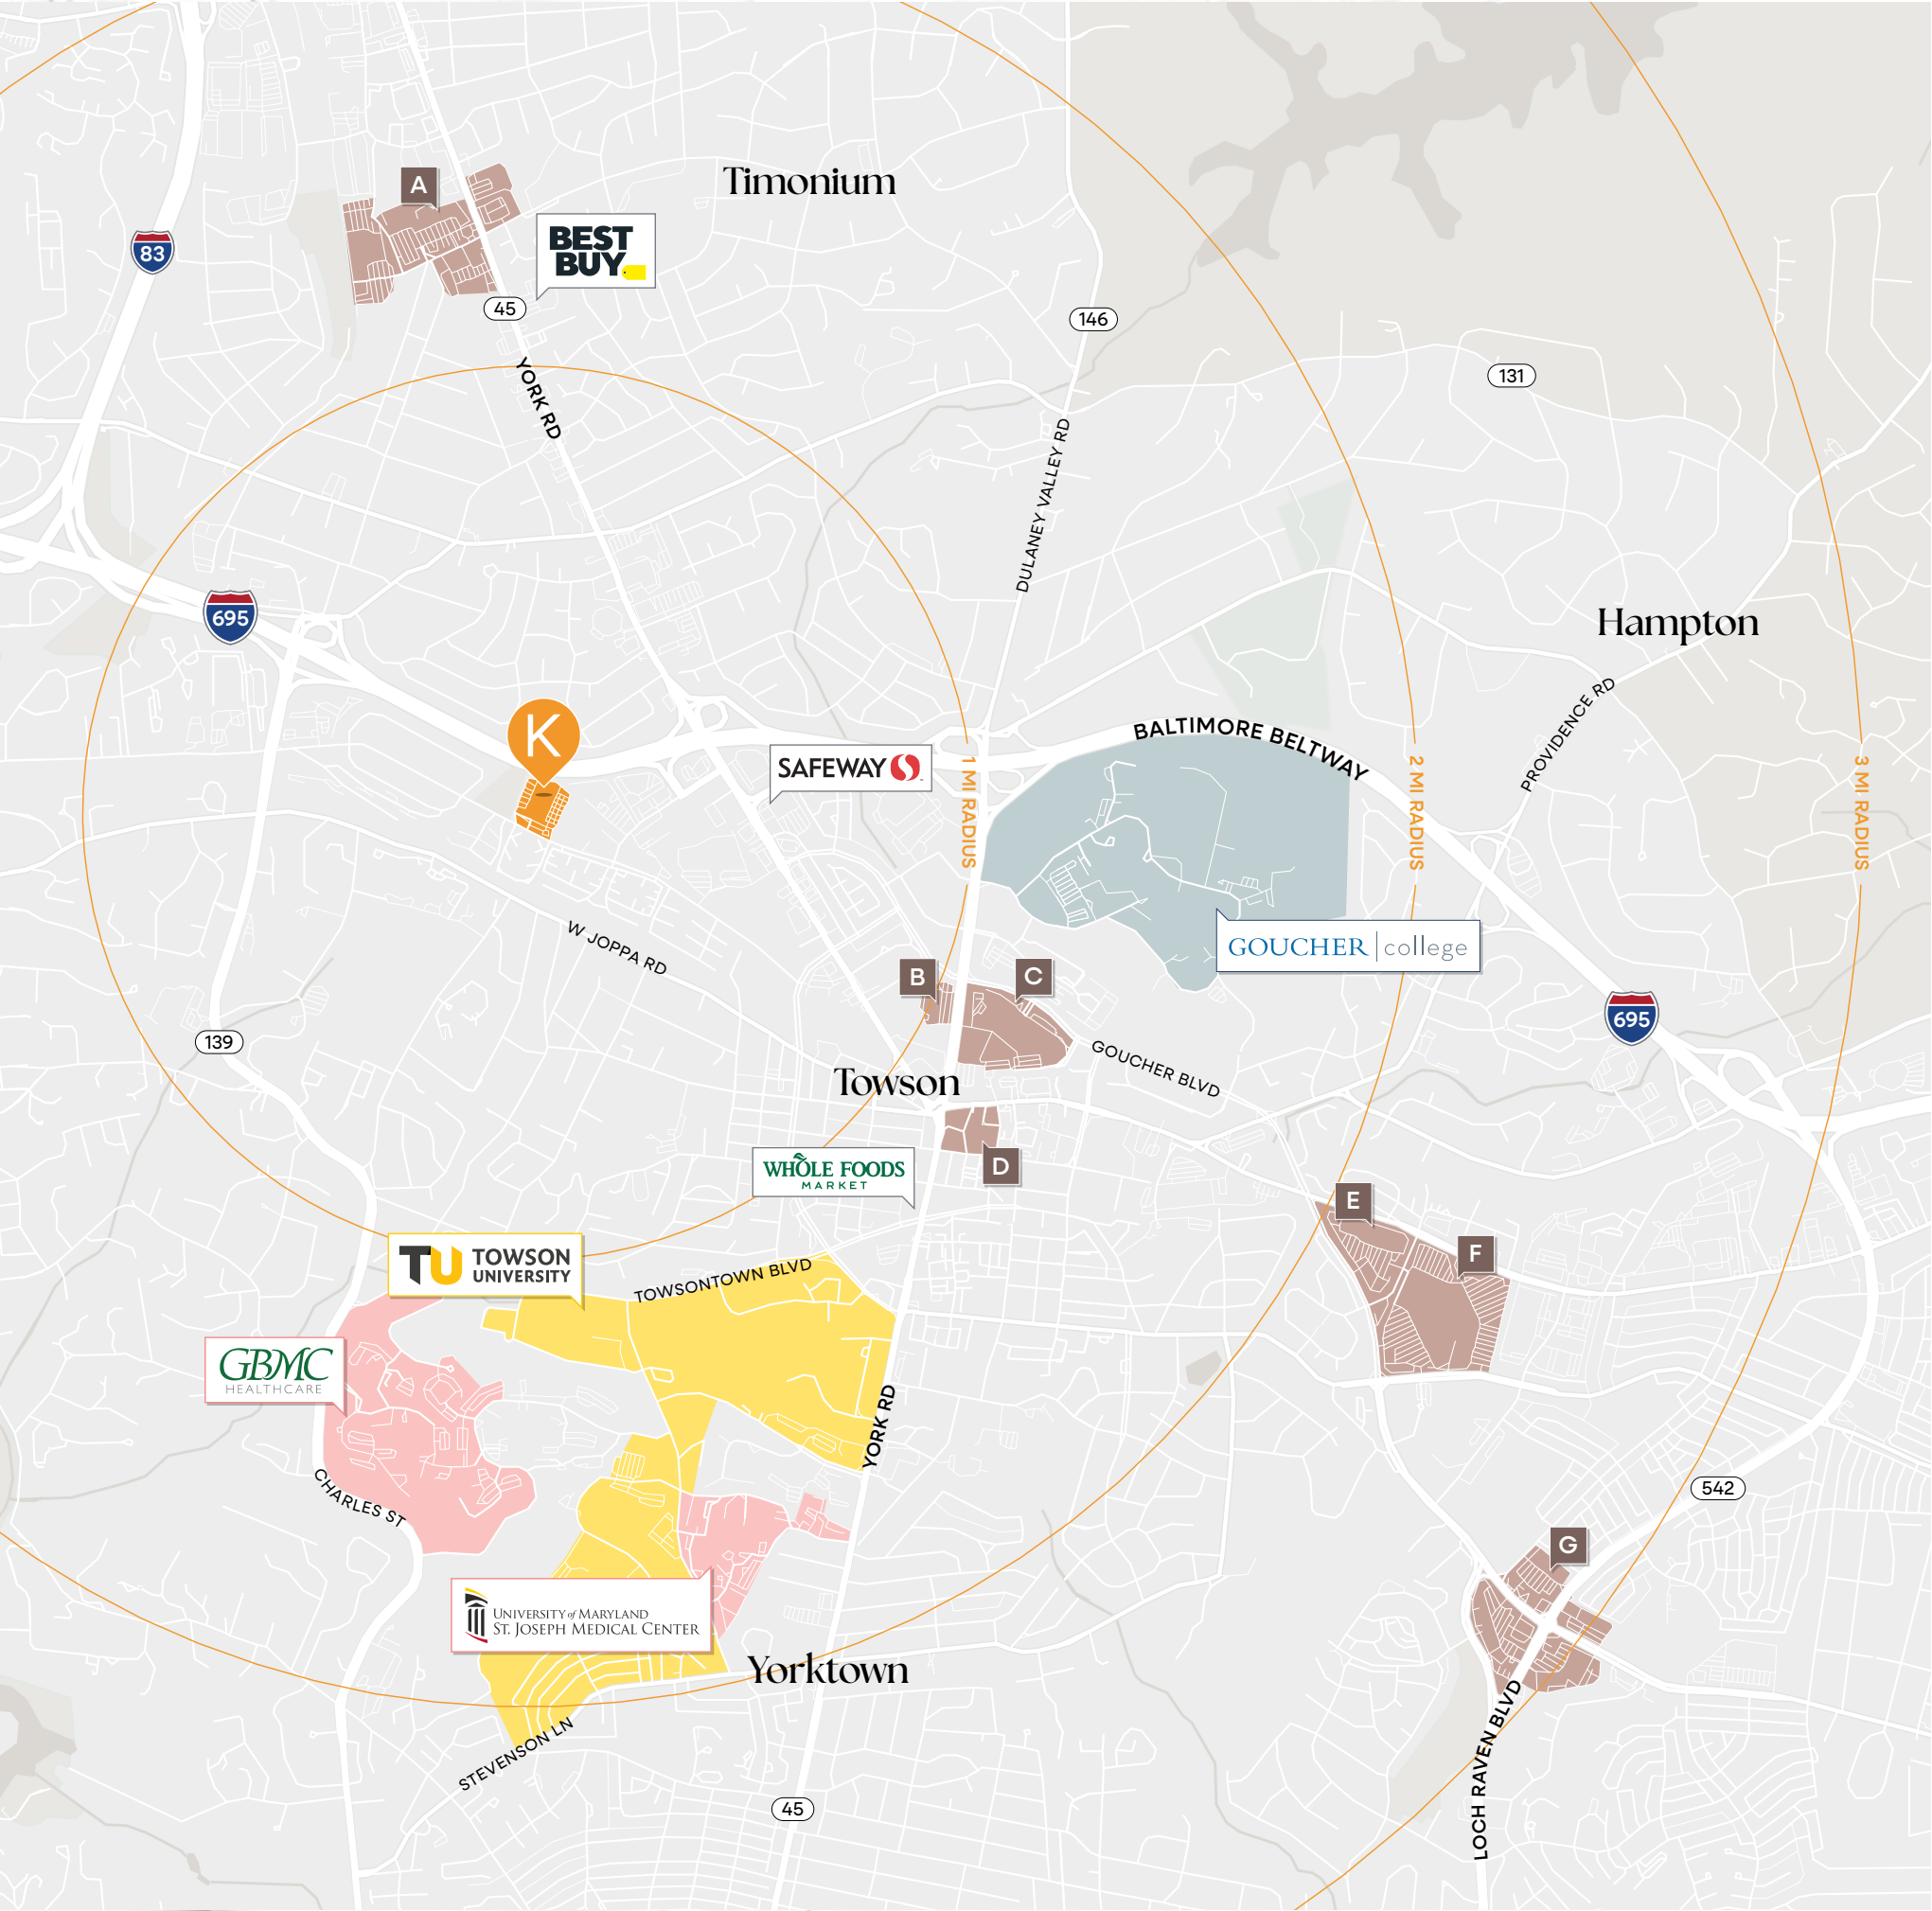 A
Timonium
BEST
BUY
83
45
146
131
YORK RD
DULANEY VALLEY RD
695
Hampton
K
PROVIDENCE RD
BALTIMORE BELTWAY
SAFEWAY
1 MI RADIUS
2 MI RADIUS
3 MI RADIUS
W JOPPA RD
GOUCHER | college
B
C
695
139
GOUCHER BLVD
Towson
WHOLE FOODS
MARKET
D
E
F
TU TOWSON
UNIVERSITY
TOWSONTOWN BLVD
GBMC
HEALTHCARE
YORK RD
CHARLES ST
542
G
UNIVERSITY of MARYLAND
ST. JOSEPH MEDICAL CENTER
Yorktown
STEVENSON LN
LOCH RAVEN BLVD
45